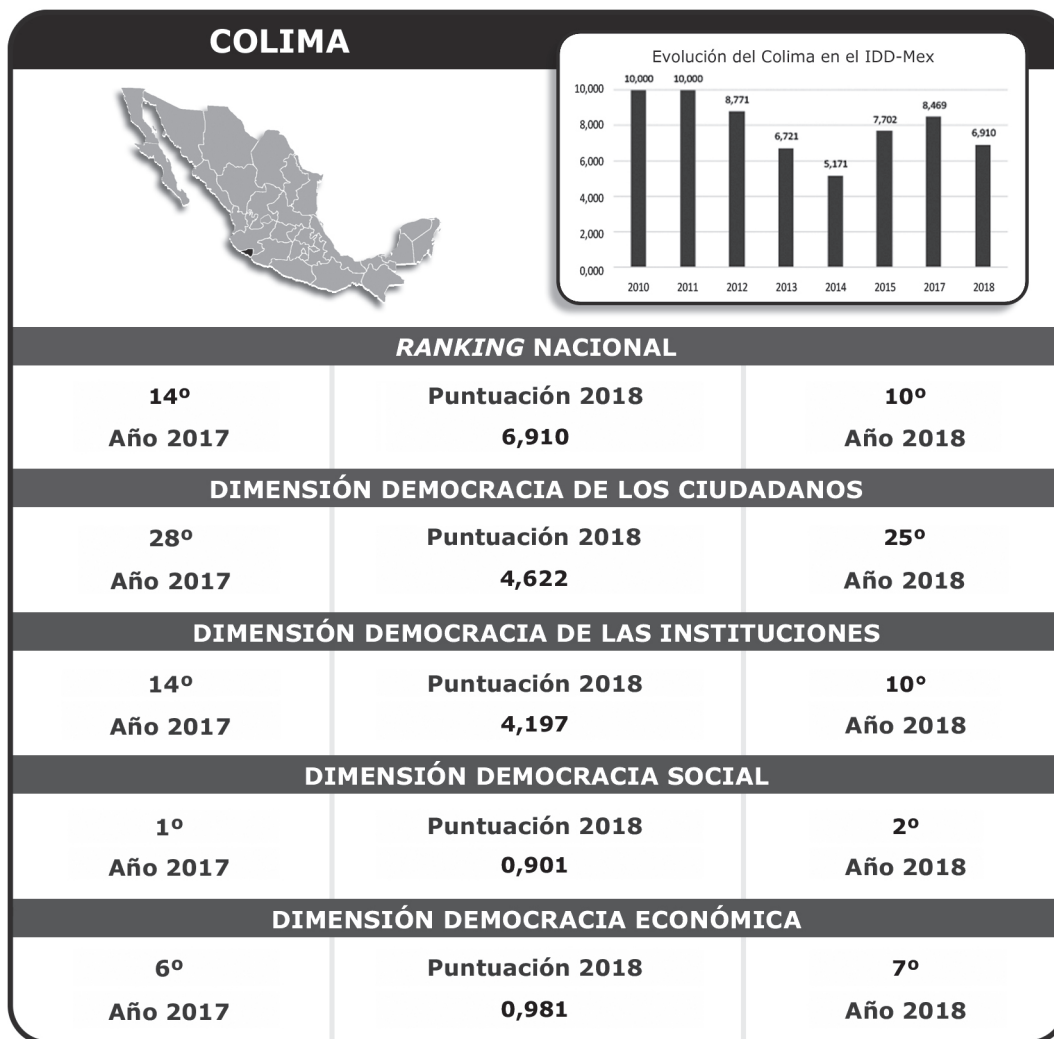 COLIMA
Evolución del Colima en el IDD-Mex
10,000
8,000
6,000
4,000
2,000
0,000
10,000
10,000
8,771
6,721
5,171
7,702
8,469
6,910
2010 2011 2012 2013 2014 2015 2017 2018
RANKING NACIONAL
14º Puntuación 2018 10º
Año 2017 6,910 Año 2018
DIMENSIÓN DEMOCRACIA DE LOS CIUDADANOS
28º Puntuación 2018 25º
Año 2017 4,622 Año 2018
DIMENSIÓN DEMOCRACIA DE LAS INSTITUCIONES
14º Puntuación 2018 10°
Año 2017 4,197 Año 2018
DIMENSIÓN DEMOCRACIA SOCIAL
1º Puntuación 2018 2º
Año 2017 0,901 Año 2018
DIMENSIÓN DEMOCRACIA ECONÓMICA
6º Puntuación 2018 7º
Año 2017 0,981 Año 2018